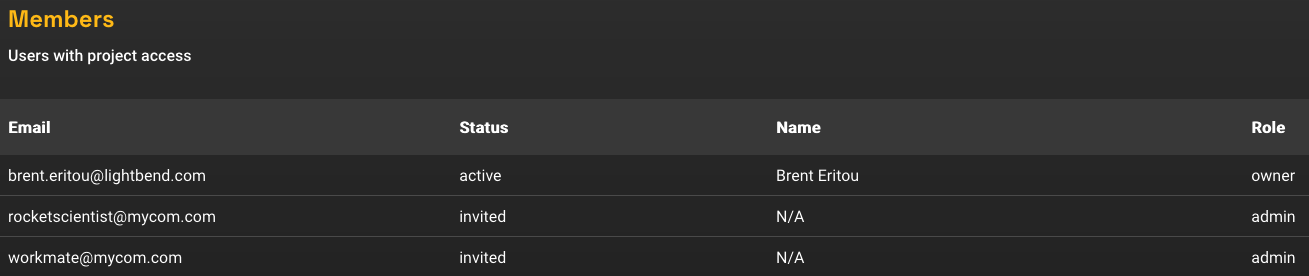 Members
Users with project access
Email Status Name Role
brent.eritou@lightbend.com active Brent Eritou owner
rocketscientist@mycom.com invited N/A admin
workmate@mycom.com invited N/A admin